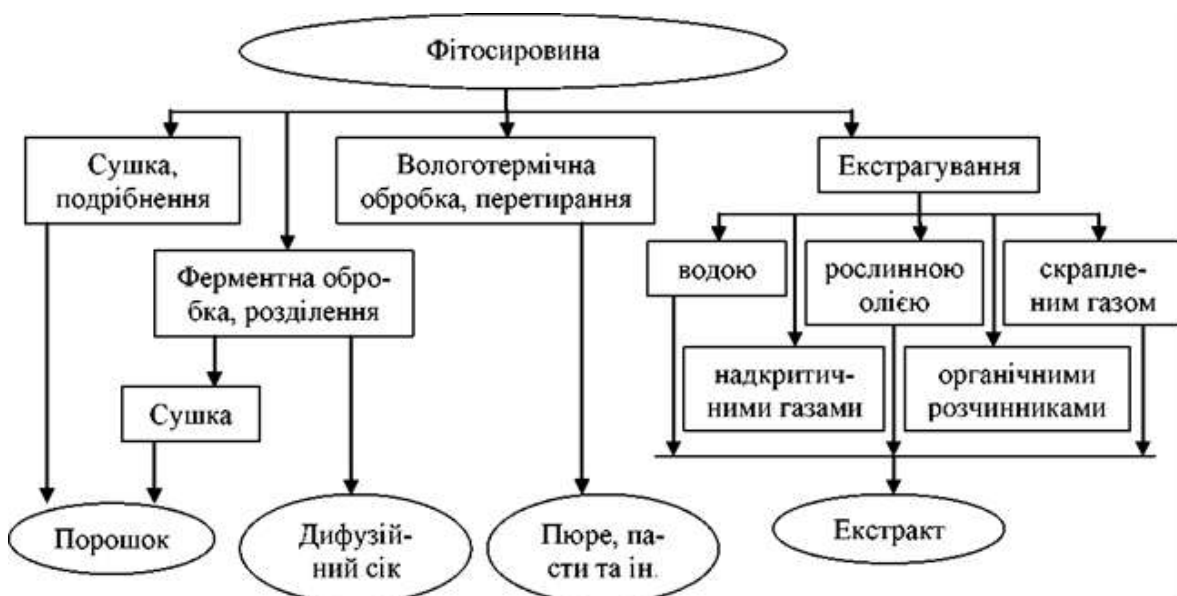 Фітосировина
Сушка,
подрібнення
Вологотермічна
обробка, перетирання
Екстрагування
Ферментна обро-
бка, розділення
водою
рослинною
олією
скрапле-
ним газом
надкритич-
ними газами
органічними
розчинниками
Сушка
Порошок
Дифузій-
ний сік
Пюре, па-
сти та ін.
Екстракт